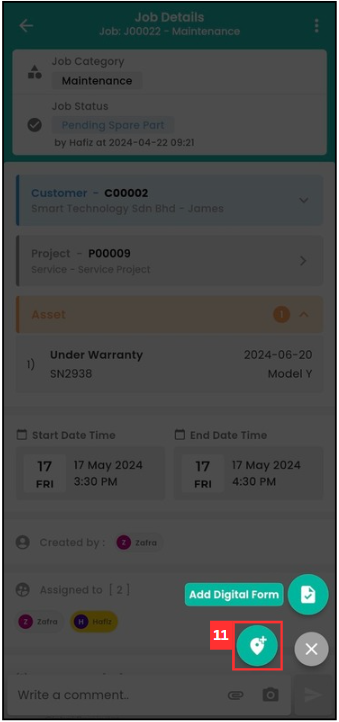 Job Details
Job: J00022 - Maintenance
Job Category
Maintenance
Job Status
Pending Spare Part
by Hafiz at 2024-04-22 09:21
Customer - C00002
Smart Technology Sdn Bhd - James
Project - P00009
Service - Service Project
Asset
1
1)
Under Warranty
2024-06-20
SN2938
Model Y
Start Date Time
End Date Time
17
17 May 2024
FRI
3:30 PM
17
17 May 2024
FRI
4:30 PM
Created by :
Z
Zafra
Assigned to [ 2 ]
Add Digital Form
Z
Zafra
H
Hafiz
11
Write a comment..